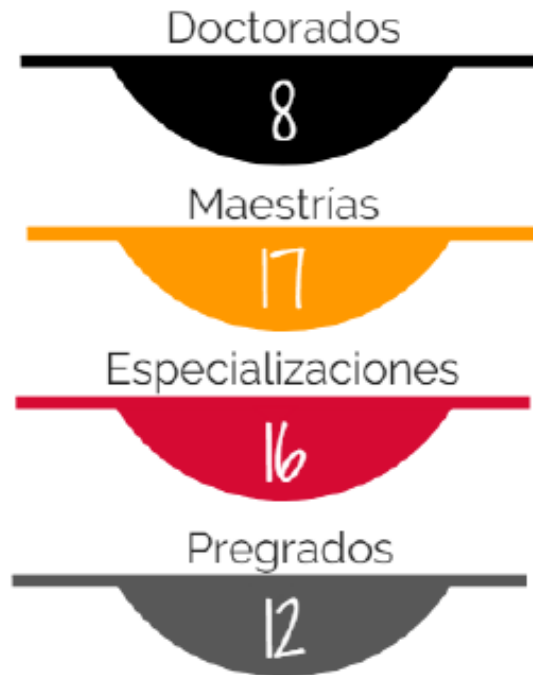 Doctorados
8
Maestrías
17
Especializaciones
16
Pregrados
12